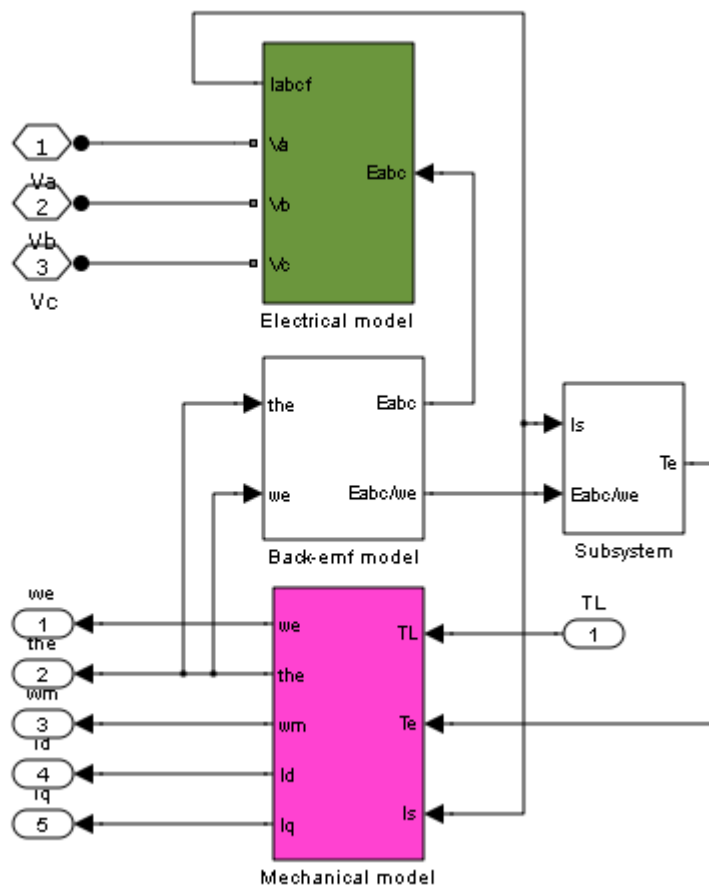 Iabcf
1
Va
Va
Eabc
2
Vb
Vb
3
Vc
Vc
Electrical model
the
Eabc
we
Eabc/we
Back-emf model
Is
Te
Eabc/we
Subsystem
we
1
we
TL
TL
1
the
2
the
wm
3
wm
Te
Id
4
Id
Iq
5
Iq
Is
Mechanical model